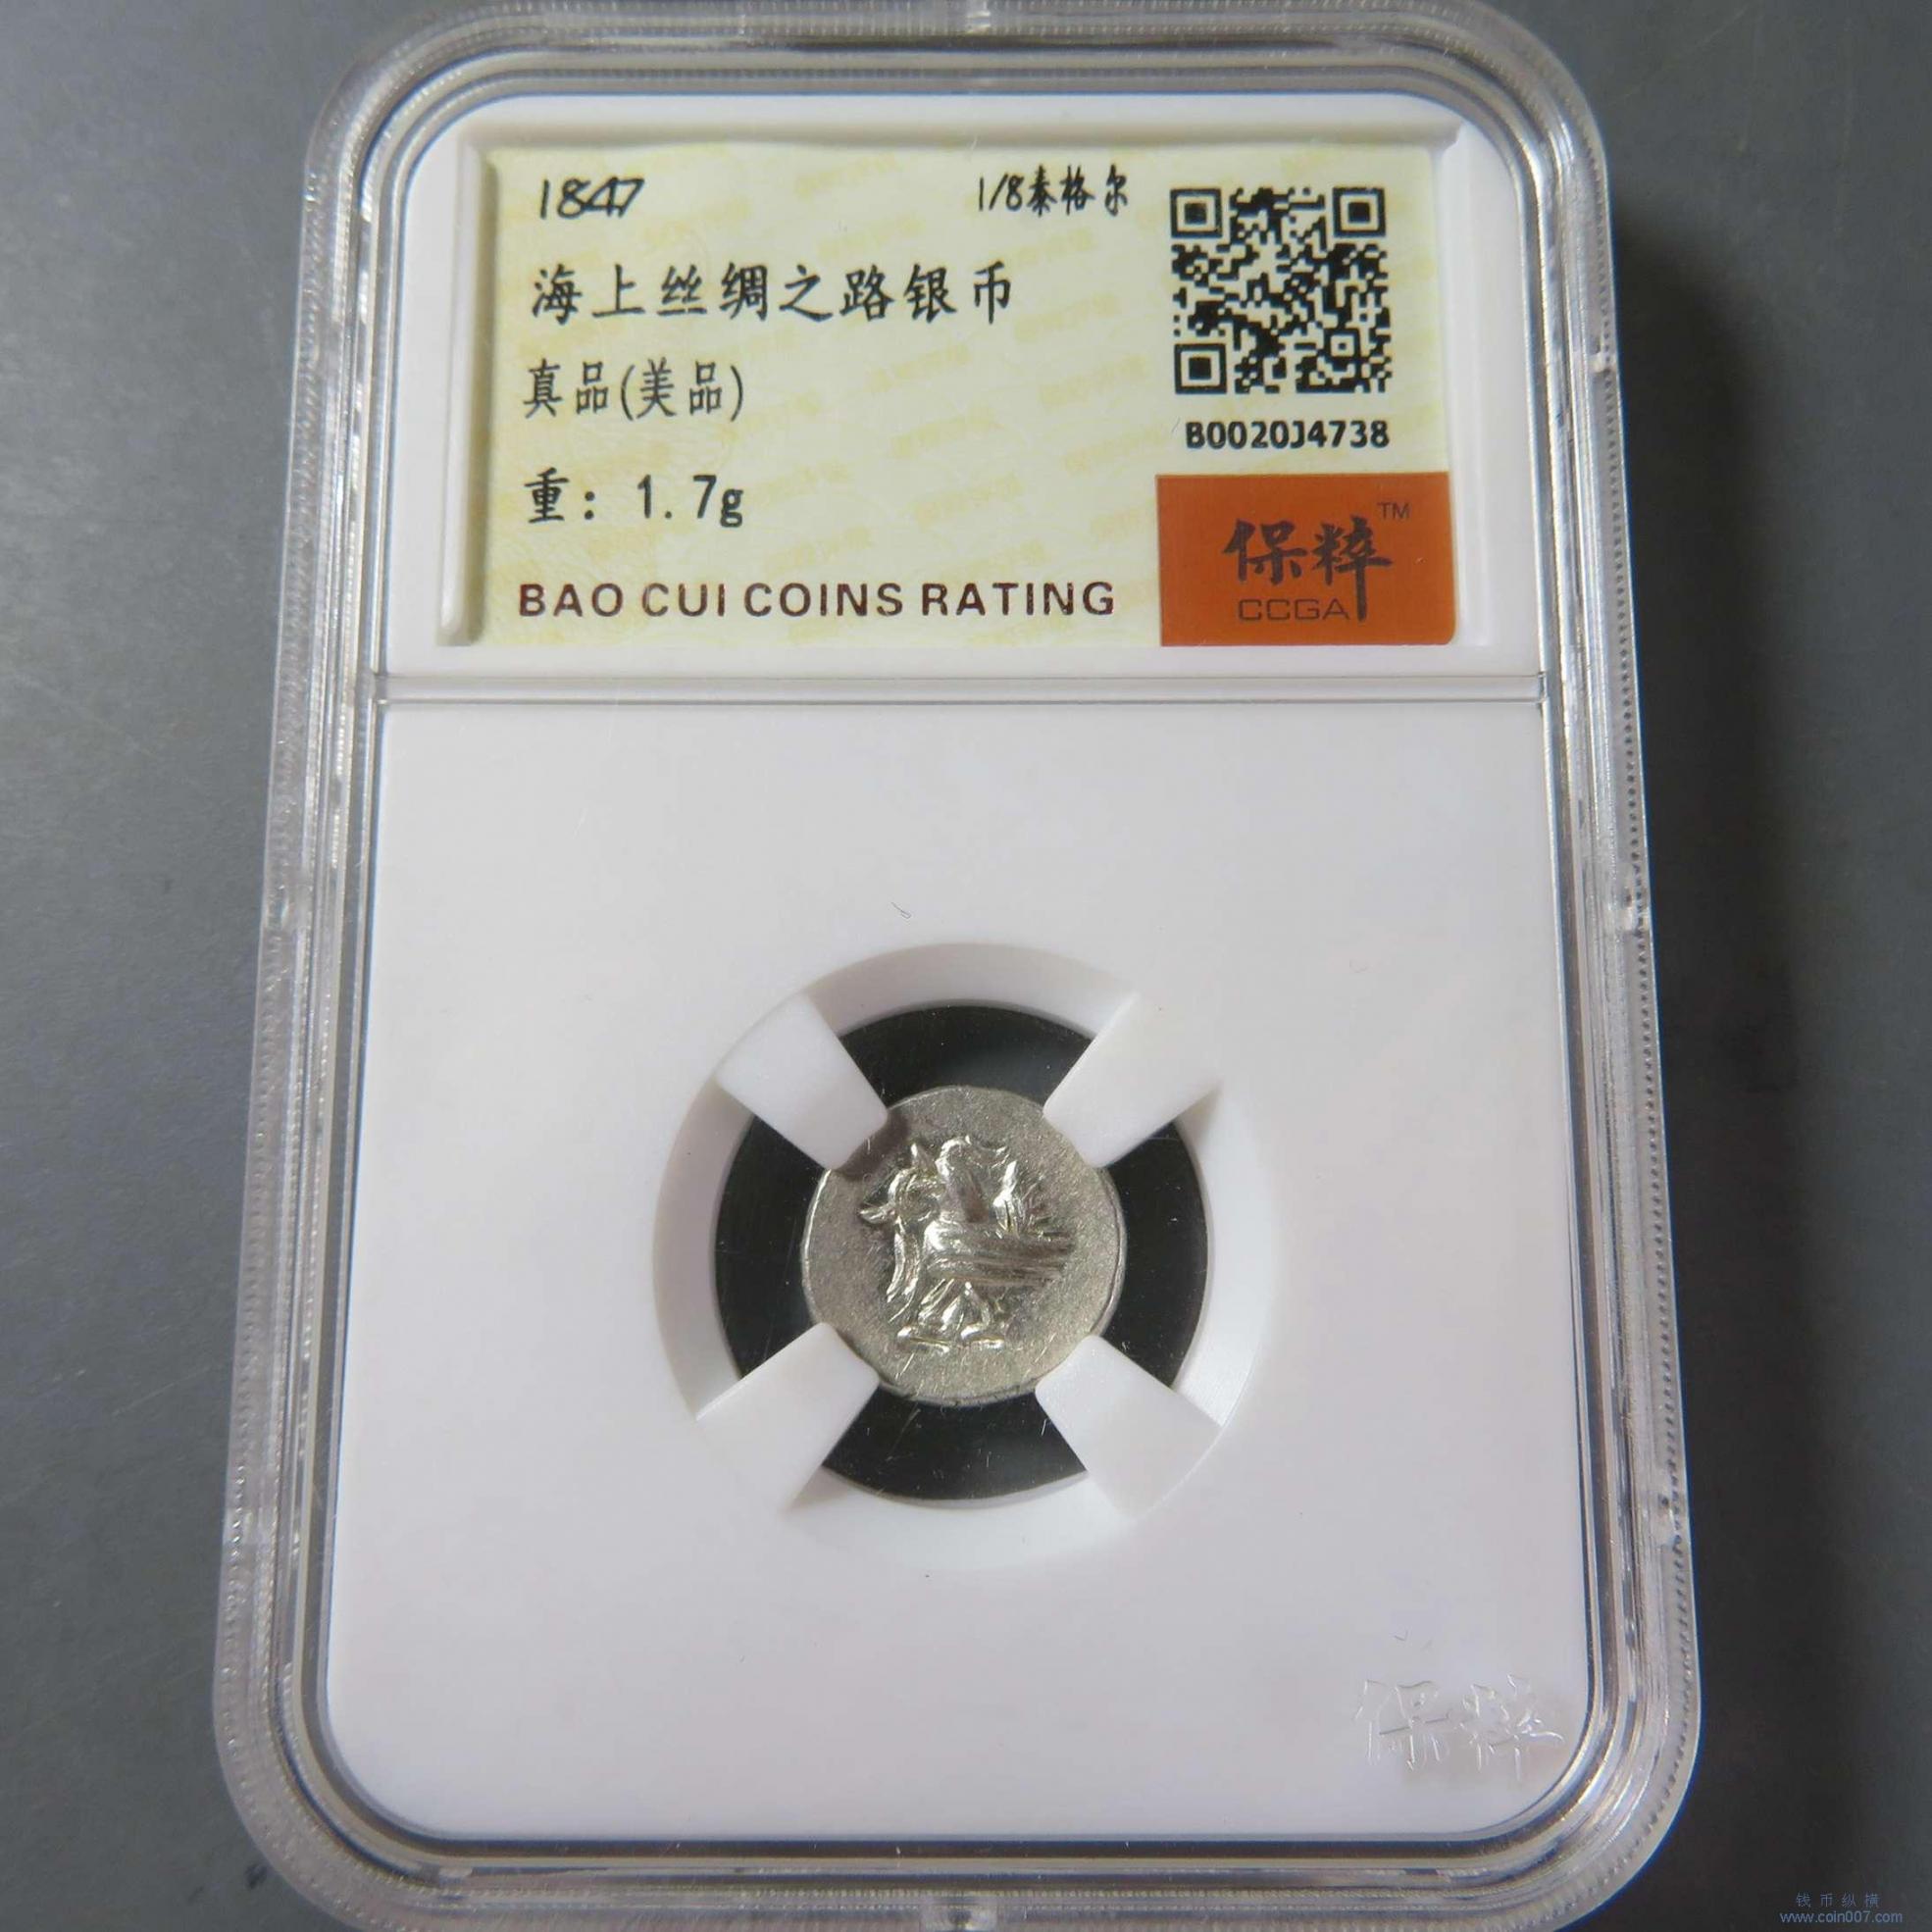 1847 1/8泰格尔
海上丝绸之路银币
真品(美品)
重: 1.7g
BAO CUI COINS RATING
B0020J4738
保粹™
CCGA
保粹
钱币纵横
www.coin007.com